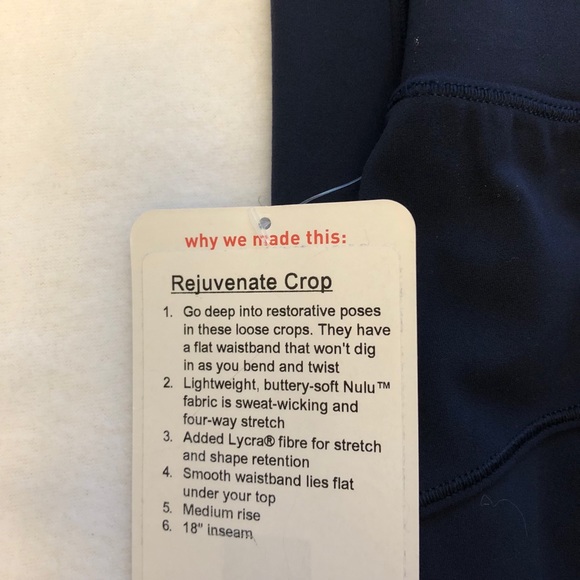 why we made this:
Rejuvenate Crop
1. Go deep into restorative poses
in these loose crops. They have
a flat waistband that won't dig
in as you bend and twist
2. Lightweight, buttery-soft Nulu™
fabric is sweat-wicking and
four-way stretch
3. Added Lycra® fibre for stretch
and shape retention
4. Smooth waistband lies flat
under your top
5. Medium rise
6. 18" inseam